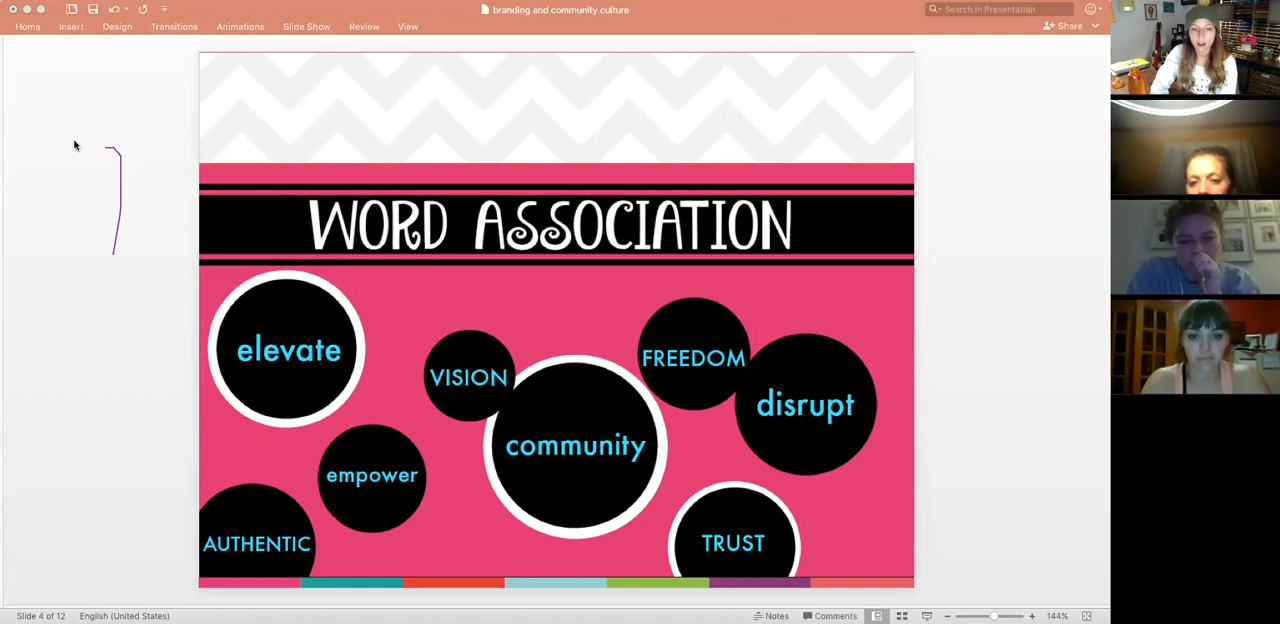 branding and community culture
Search in Presentation
Home Insert Design Transitions Animations Slide Show Review View
Share
WORD ASSOCIATION
elevate
VISION
FREEDOM
disrupt
community
empower
AUTHENTIC
TRUST
Slide 4 of 12 English (United States)
Notes Comments
144%